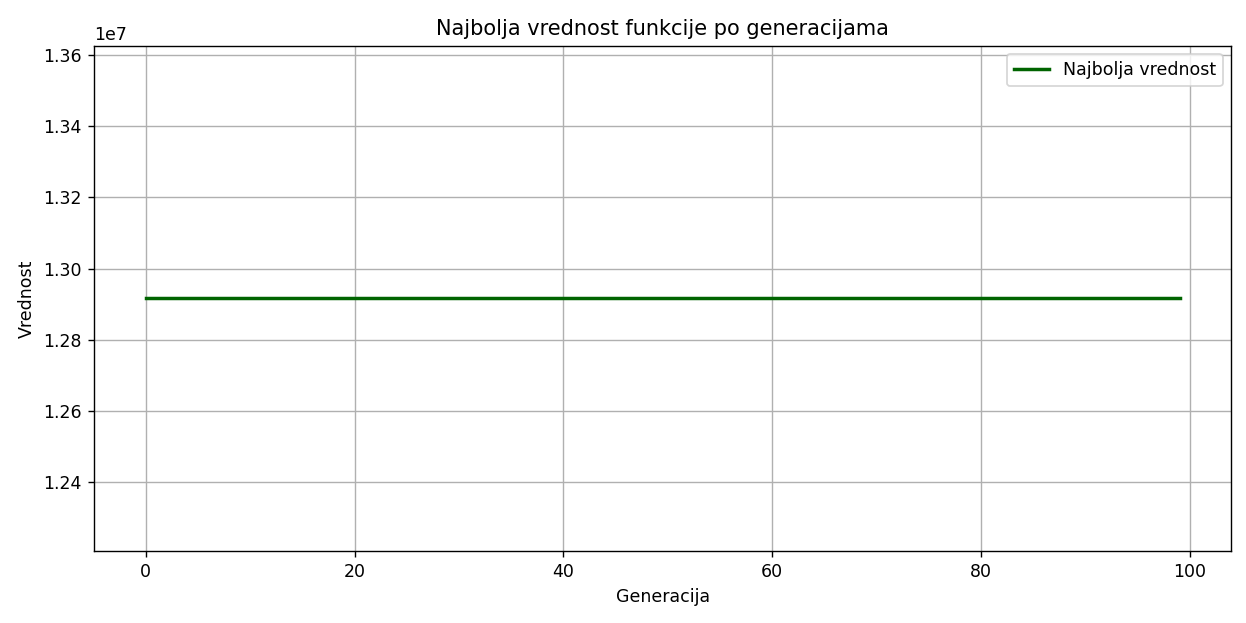 Najbolja vrednost funkcije po generacijama
1e7
1.36
1.34
1.32
1.30
1.28
1.26
1.24
Vrednost
Najbolja vrednost
0 20 40 60 80 100
Generacija